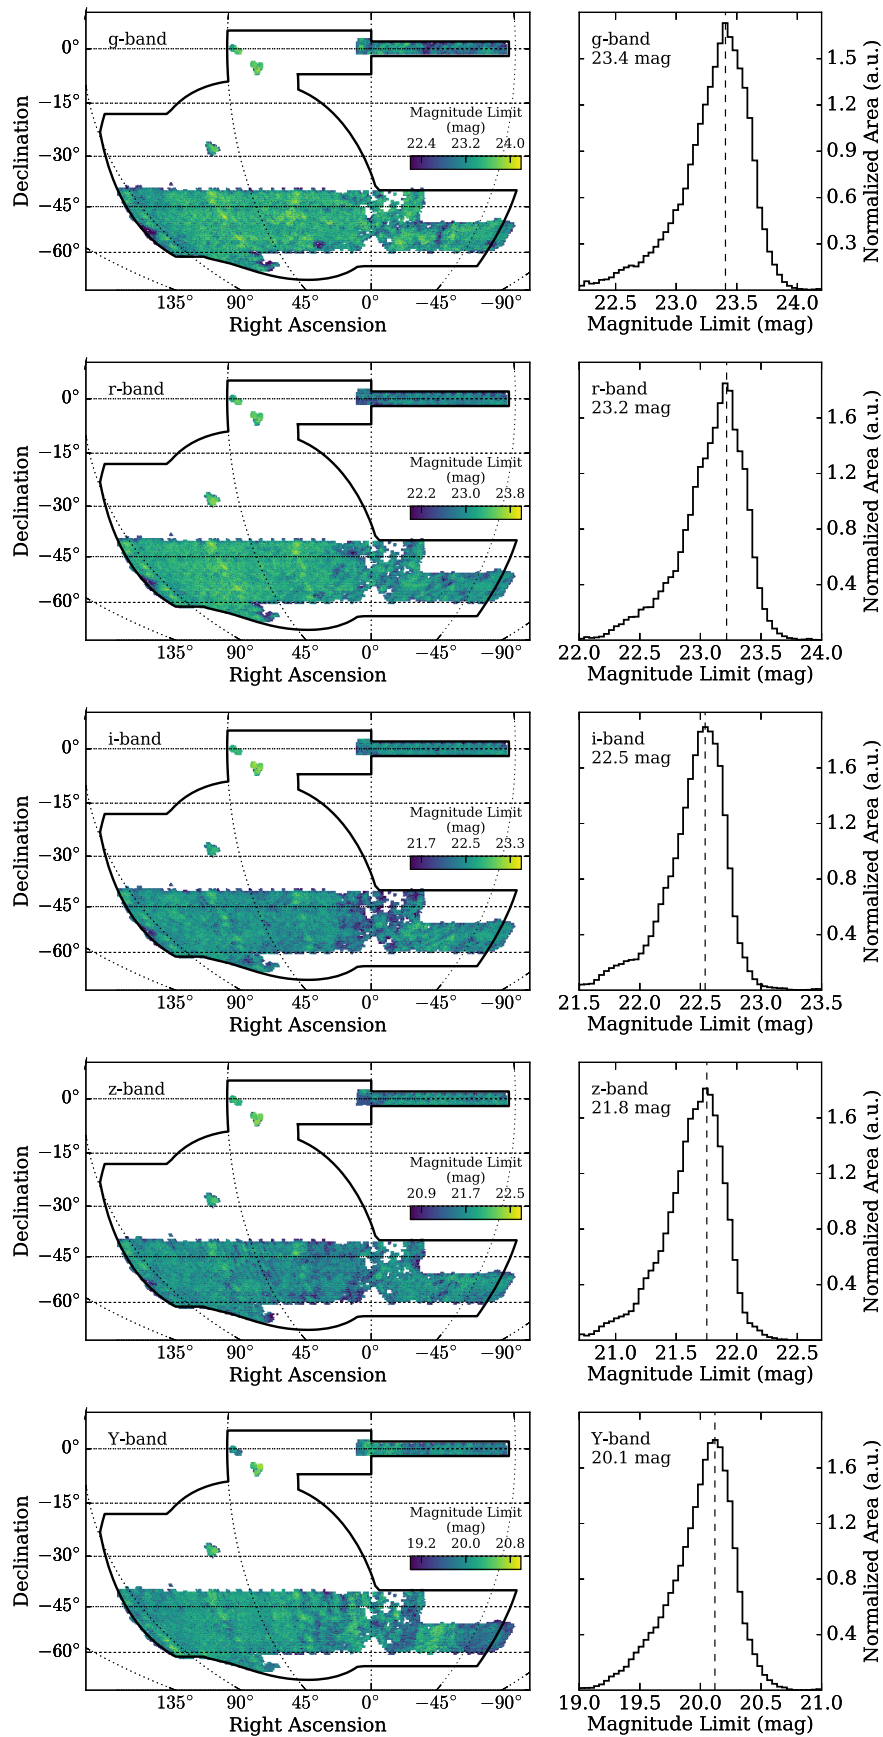 g-band
Magnitude Limit
(mag)
22.4 23.2 24.0
0°
−15°
−30°
−45°
−60°
Declination
135° 90° 45° 0° −45° −90°
Right Ascension
g-band
23.4 mag
1.5
1.2
0.9
0.6
0.3
Normalized Area (a.u.)
22.5 23.0 23.5 24.0
Magnitude Limit (mag)
r-band
Magnitude Limit
(mag)
22.2 23.0 23.8
0°
−15°
−30°
−45°
−60°
Declination
135° 90° 45° 0° −45° −90°
Right Ascension
r-band
23.2 mag
1.6
1.2
0.8
0.4
Normalized Area (a.u.)
22.0 22.5 23.0 23.5 24.0
Magnitude Limit (mag)
i-band
Magnitude Limit
(mag)
21.7 22.5 23.3
0°
−15°
−30°
−45°
−60°
Declination
135° 90° 45° 0° −45° −90°
Right Ascension
i-band
22.5 mag
1.6
1.2
0.8
0.4
Normalized Area (a.u.)
21.5 22.0 22.5 23.0 23.5
Magnitude Limit (mag)
z-band
Magnitude Limit
(mag)
20.9 21.7 22.5
0°
−15°
−30°
−45°
−60°
Declination
135° 90° 45° 0° −45° −90°
Right Ascension
z-band
21.8 mag
1.6
1.2
0.8
0.4
Normalized Area (a.u.)
21.0 21.5 22.0 22.5
Magnitude Limit (mag)
Y-band
Magnitude Limit
(mag)
19.2 20.0 20.8
0°
−15°
−30°
−45°
−60°
Declination
135° 90° 45° 0° −45° −90°
Right Ascension
Y-band
20.1 mag
1.6
1.2
0.8
0.4
Normalized Area (a.u.)
19.0 19.5 20.0 20.5 21.0
Magnitude Limit (mag)